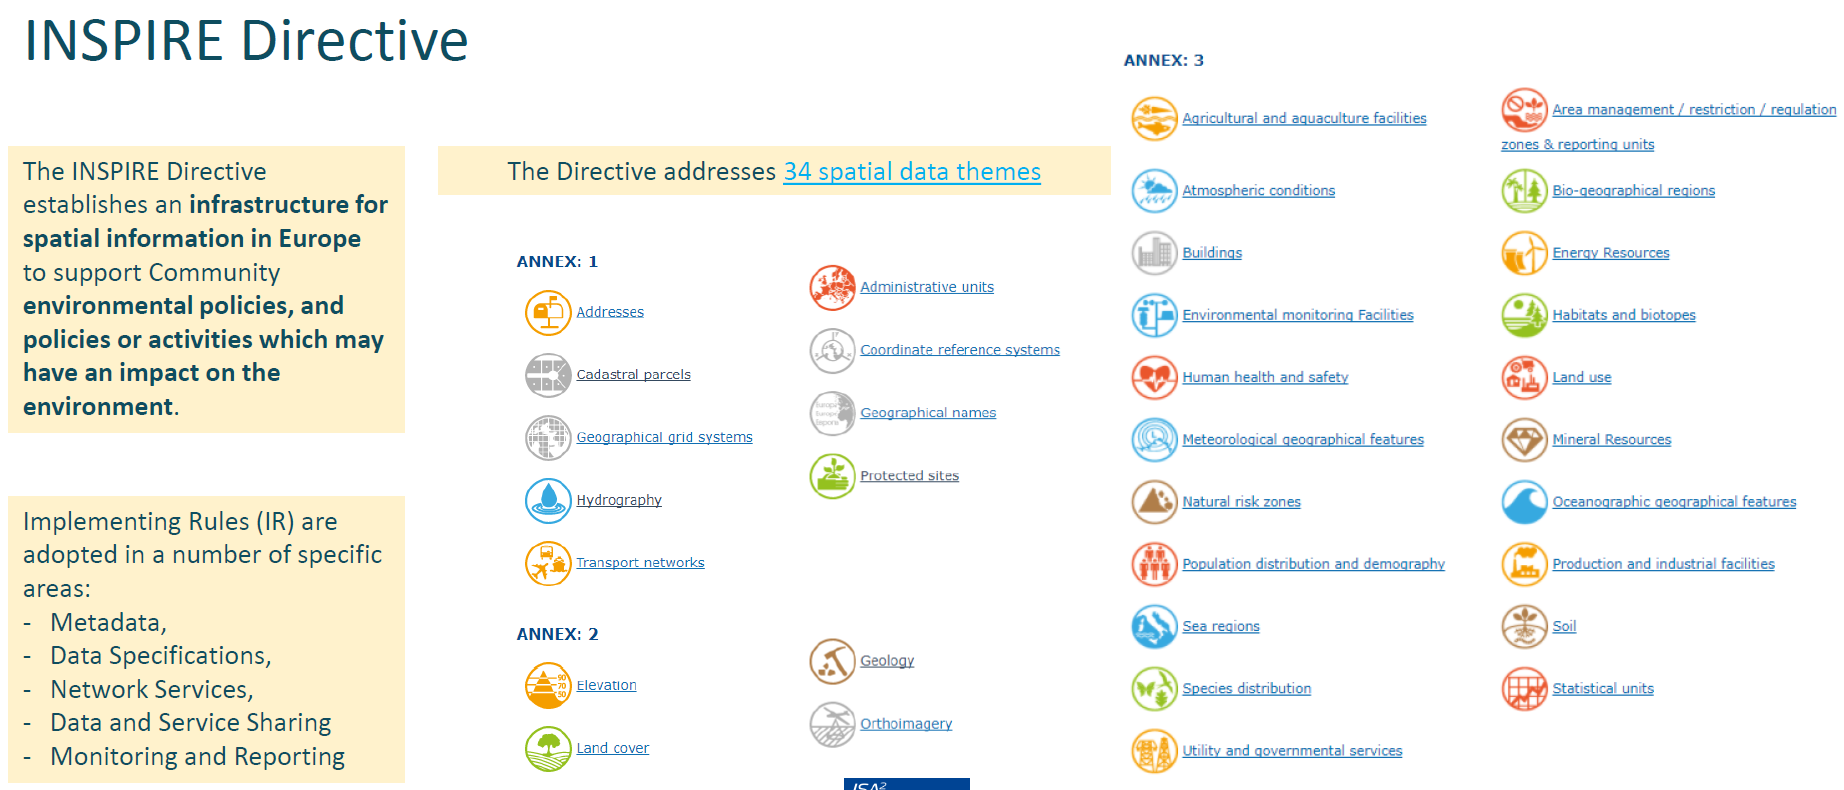 INSPIRE Directive
The INSPIRE Directive
establishes an infrastructure for
spatial information in Europe
to support Community
environmental policies, and
policies or activities which may
have an impact on the
environment.
Implementing Rules (IR) are
adopted in a number of specific
areas:
- Metadata,
- Data Specifications,
- Network Services,
- Data and Service Sharing
- Monitoring and Reporting
The Directive addresses 34 spatial data themes
ANNEX: 1
Addresses
Cadastral parcels
Geographical grid systems
Hydrography
Transport networks
Administrative units
Coordinate reference systems
Geographical names
Protected sites
ANNEX: 2
90
70
50
Elevation
Land cover
Geology
Orthoimagery
ISA2
ANNEX: 3
Agricultural and aquaculture facilities
Atmospheric conditions
Buildings
Environmental monitoring Facilities
Human health and safety
Meteorological geographical features
Natural risk zones
Population distribution and demography
Sea regions
Species distribution
Utility and governmental services
Area management / restriction / regulation
zones & reporting units
Bio-geographical regions
Energy Resources
Habitats and biotopes
Land use
Mineral Resources
Oceanographic geographical features
Production and industrial facilities
Soil
Statistical units